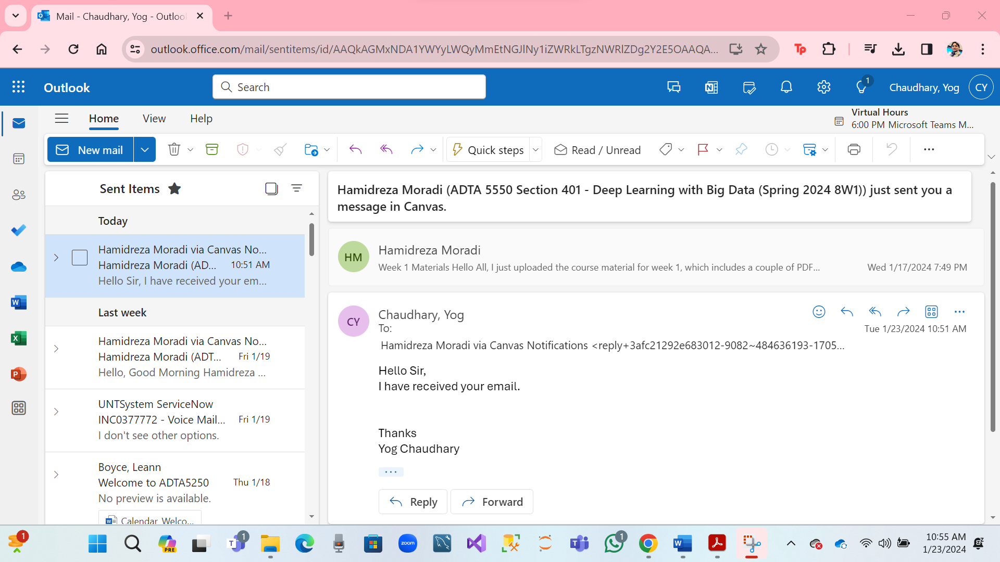 Mail - Chaudhary, Yog - Outloo
outlook.office.com/mail/sentitems/id/AAQkAGMxNDA1YWYyLWQyMmEtNGJlNy1iZWRkLTgzNWRlZDg2Y2E5OAAQA...
Tp
Outlook
Search
1
Chaudhary, Yog
CY
Home
View
Help
Virtual Hours
6:00 PM Microsoft Teams M...
New mail
Quick steps
Read / Unread
Sent Items
Today
Hamidreza Moradi via Canvas No...
Hamidreza Moradi (AD... 10:51 AM
Hello Sir, I have received your em...
Last week
Hamidreza Moradi via Canvas No...
Hamidreza Moradi (ADT... Fri 1/19
Hello, Good Morning Hamidreza ...
UNTSystem ServiceNow
INC0377772 - Voice Mail... Fri 1/19
I don't see other options.
Boyce, Leann
Welcome to ADTA5250 Thu 1/18
No preview is available.
Calendar_Welco...
Hamidreza Moradi (ADTA 5550 Section 401 - Deep Learning with Big Data (Spring 2024 8W1)) just sent you a
message in Canvas.
HM
Hamidreza Moradi
Week 1 Materials Hello All, I just uploaded the course material for week 1, which includes a couple of PDF... Wed 1/17/2024 7:49 PM
CY
Chaudhary, Yog
To:
Tue 1/23/2024 10:51 AM
Hamidreza Moradi via Canvas Notifications <reply+3afc21292e683012-9082~484636193-1705...
Hello Sir,
I have received your email.
Thanks
Yog Chaudhary
Reply
Forward
1
PRE
1
zoom
1
10:55 AM
1/23/2024